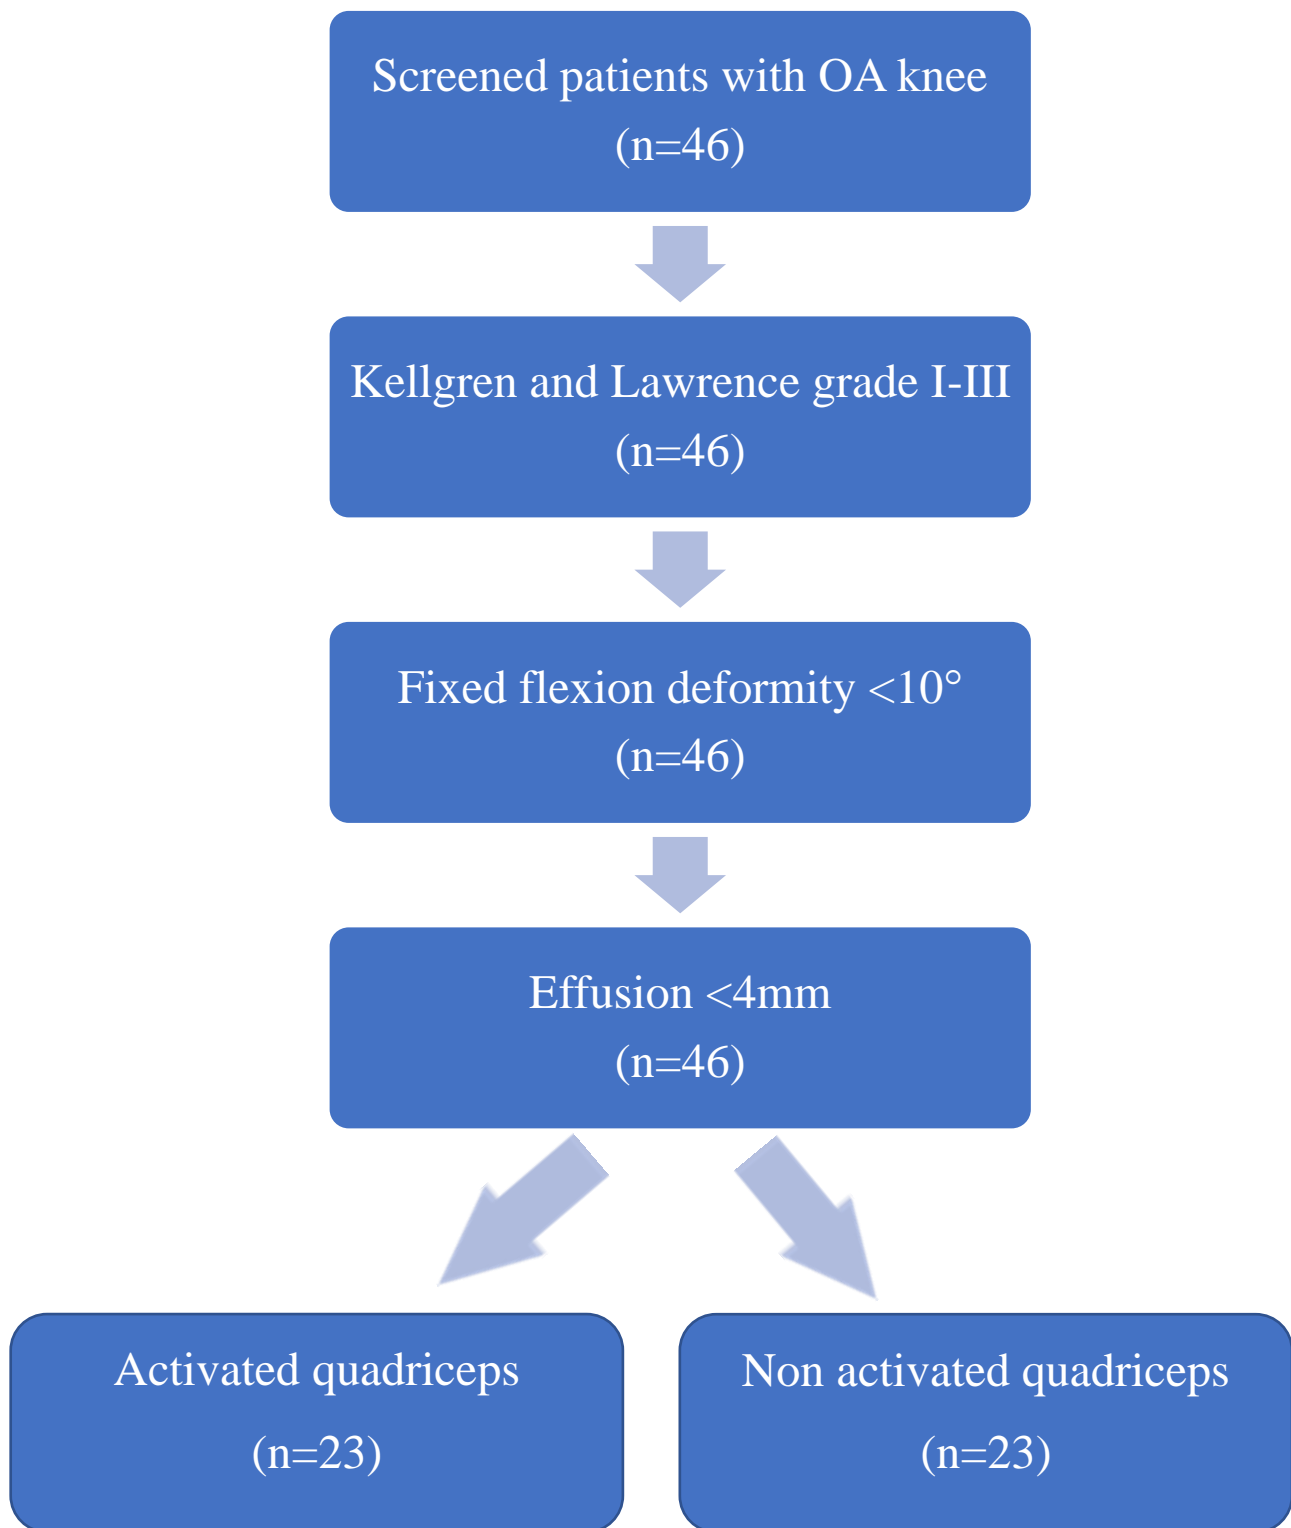 Screened patients with OA knee
(n=46)
Kellgren and Lawrence grade I-III
(n=46)
Fixed flexion deformity <10°
(n=46)
Effusion <4mm
(n=46)
Activated quadriceps
(n=23)
Non activated quadriceps
(n=23)